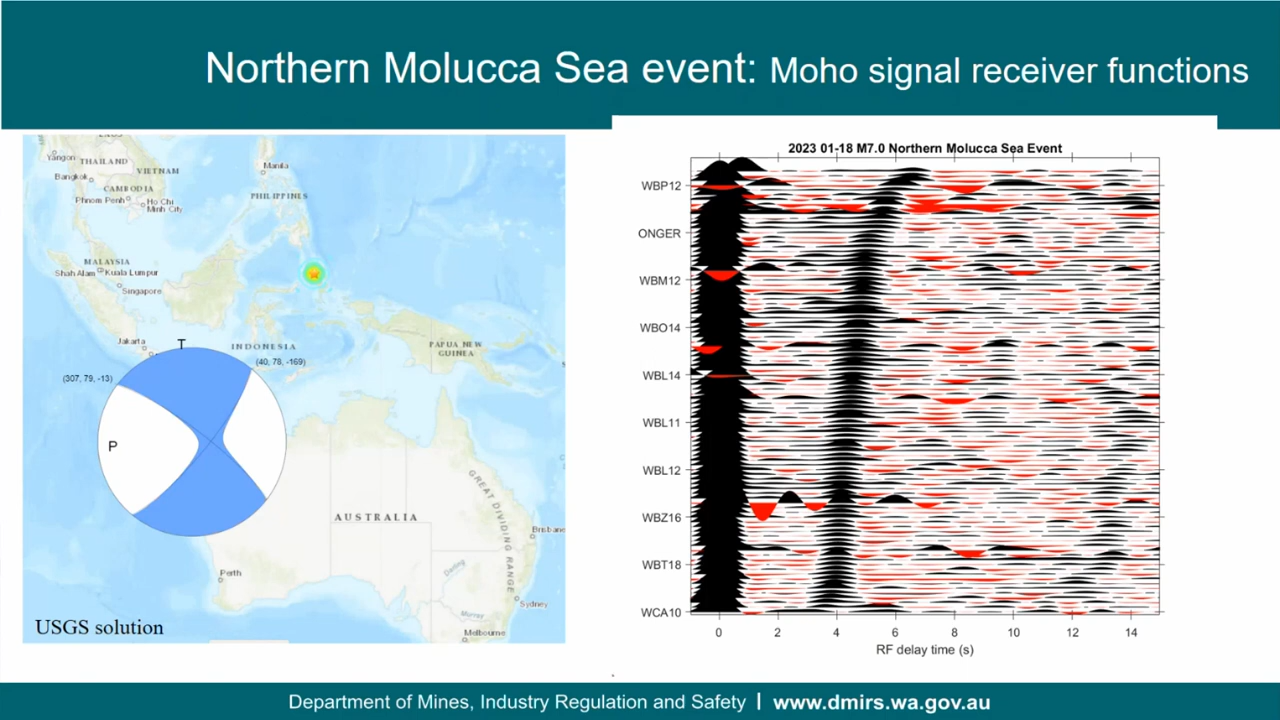 Northern Molucca Sea event: Moho signal receiver functions
Yangon
THAILAND
VIETNAM
Bangkok
CAMBODIA
Phnom Penh
Ho Chi
Minh City
Manila
PHILIPPINES
MALAYSIA
Shah Alam
Kuala Lumpur
Singapore
Jakarta
INDONESIA
PAPUA NEW
GUINEA
T
(40, 78, -169)
(307, 79, -13)
P
GREAT DIVIDING RANGE
AUSTRALIA
Brisbane
Perth
Darling
Murray
Sydney
Melbourne
USGS solution
2023 01-18 M7.0 Northern Molucca Sea Event
WBP12
ONGER
WBM12
WBO14
WBL14
WBL11
WBL12
WBZ16
WBT18
WCA10
0 2 4 6 8 10 12 14
RF delay time (s)
Department of Mines, Industry Regulation and Safety | www.dmirs.wa.gov.au